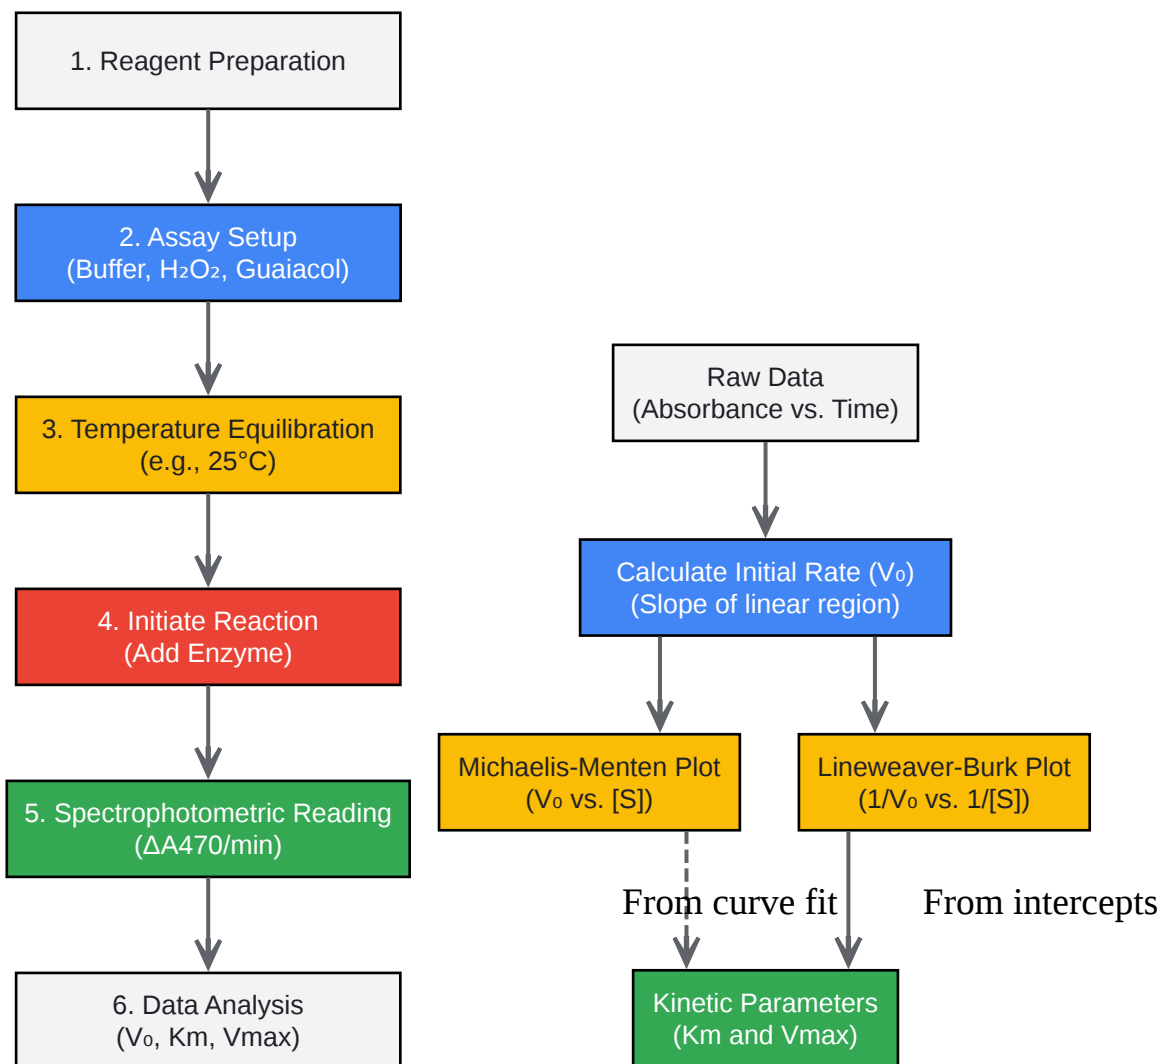 1. Reagent Preparation
2. Assay Setup
(Buffer, H₂O₂, Guaiacol)
3. Temperature Equilibration
(e.g., 25°C)
4. Initiate Reaction
(Add Enzyme)
5. Spectrophotometric Reading
(ΔA470/min)
6. Data Analysis
(V₀, Km, Vmax)
Raw Data
(Absorbance vs. Time)
Calculate Initial Rate (V₀)
(Slope of linear region)
Michaelis-Menten Plot
(V₀ vs. [S])
Lineweaver-Burk Plot
(1/V₀ vs. 1/[S])
From curve fit
From intercepts
Kinetic Parameters
(Km and Vmax)